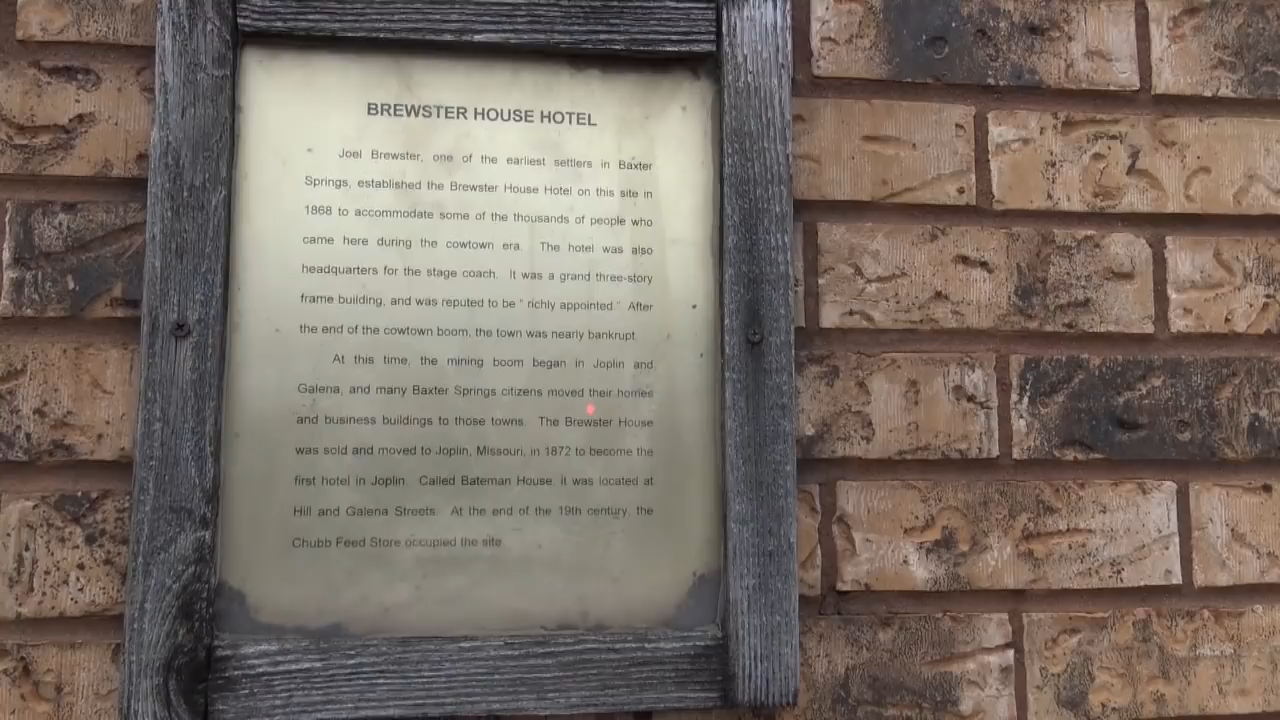 BREWSTER HOUSE HOTEL
Joel Brewster, one of the earliest settlers in Baxter
Springs, established the Brewster House Hotel on this site in
1868 to accommodate some of the thousands of people who
came here during the cowtown era. The hotel was also
headquarters for the stage coach. It was a grand three-story
frame building, and was reputed to be " richly appointed " After
the end of the cowtown boom, the town was nearly bankrupt.
At this time, the mining boom began in Joplin and
Galena, and many Baxter Springs citizens moved their homes
and business buildings to those towns. The Brewster House
was sold and moved to Joplin, Missouri, in 1872 to become the
first hotel in Joplin. Called Bateman House, it was located at
Hill and Galena Streets. At the end of the 19th century, the
Chubb Feed Store occupied the site.